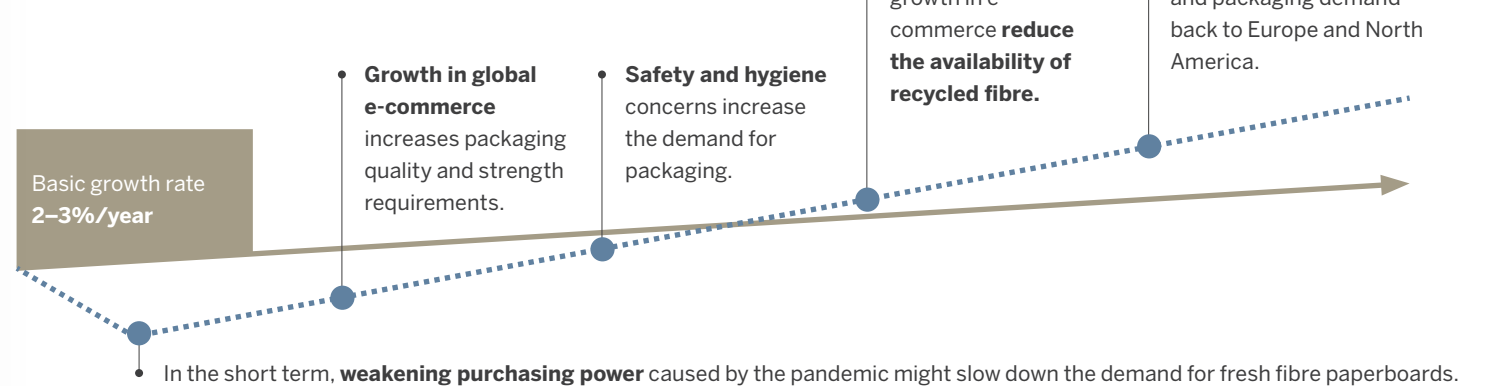 Basic growth rate
2–3%/year
Growth in global
e-commerce
increases packaging
quality and strength
requirements.
Safety and hygiene
concerns increase
the demand for
packaging.
growth in e
commerce reduce
the availability of
recycled fibre.
and packaging demand
back to Europe and North
America.
In the short term, weakening purchasing power caused by the pandemic might slow down the demand for fresh fibre paperboards.